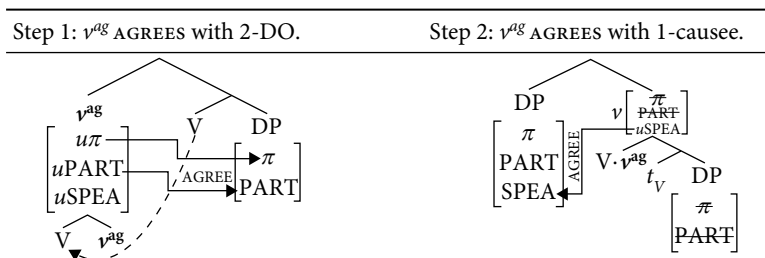 Step 1: v^ag AGREES with 2-DO.
Step 2: v^ag AGREES with 1-causee.
v^ag
V
DP
uπ
uPART
uSPEA
AGREE
π
PART
V
v^ag
DP
π
PART
SPEA
AGREE
v
π
PART
uSPEA
V·v^ag
t_V
DP
π
PART